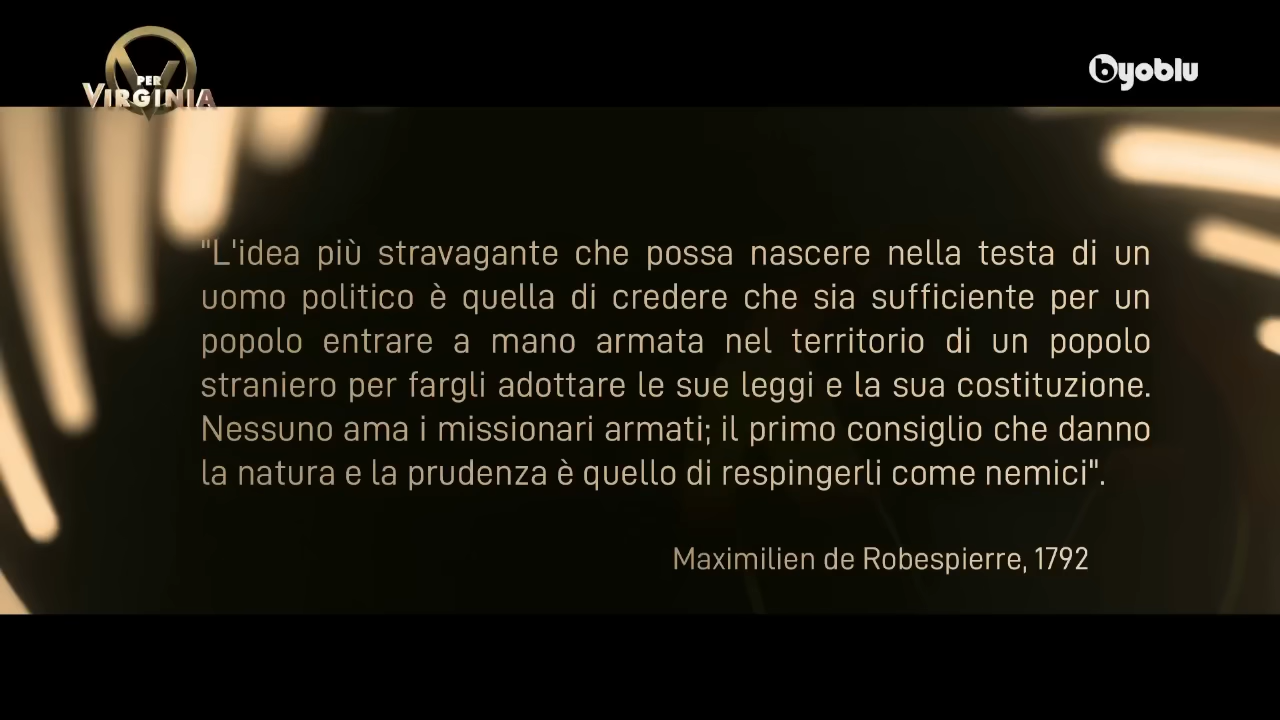 PER
VIRGINIA
byoblu
"L'idea più stravagante che possa nascere nella testa di un
uomo politico è quella di credere che sia sufficiente per un
popolo entrare a mano armata nel territorio di un popolo
straniero per fargli adottare le sue leggi e la sua costituzione.
Nessuno ama i missionari armati; il primo consiglio che danno
la natura e la prudenza è quello di respingerli come nemici".
Maximilien de Robespierre, 1792